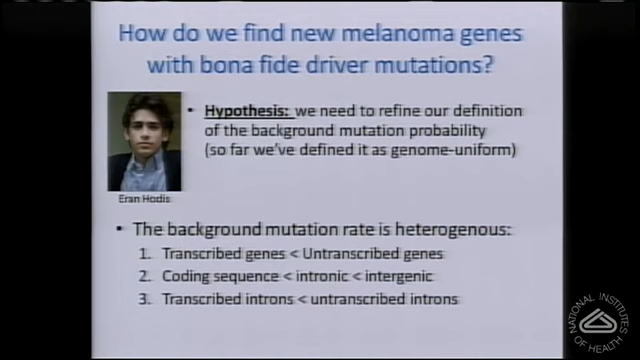 How do we find new melanoma genes
with bona fide driver mutations?
• Hypothesis: we need to refine our definition
of the background mutation probability
(so far we've defined it as genome-uniform)
Eran Hodis
• The background mutation rate is heterogenous:
1. Transcribed genes < Untranscribed genes
2. Coding sequence < intronic < intergenic
3. Transcribed introns < untranscribed introns
NATIONAL INSTITUTES
OF HEALTH